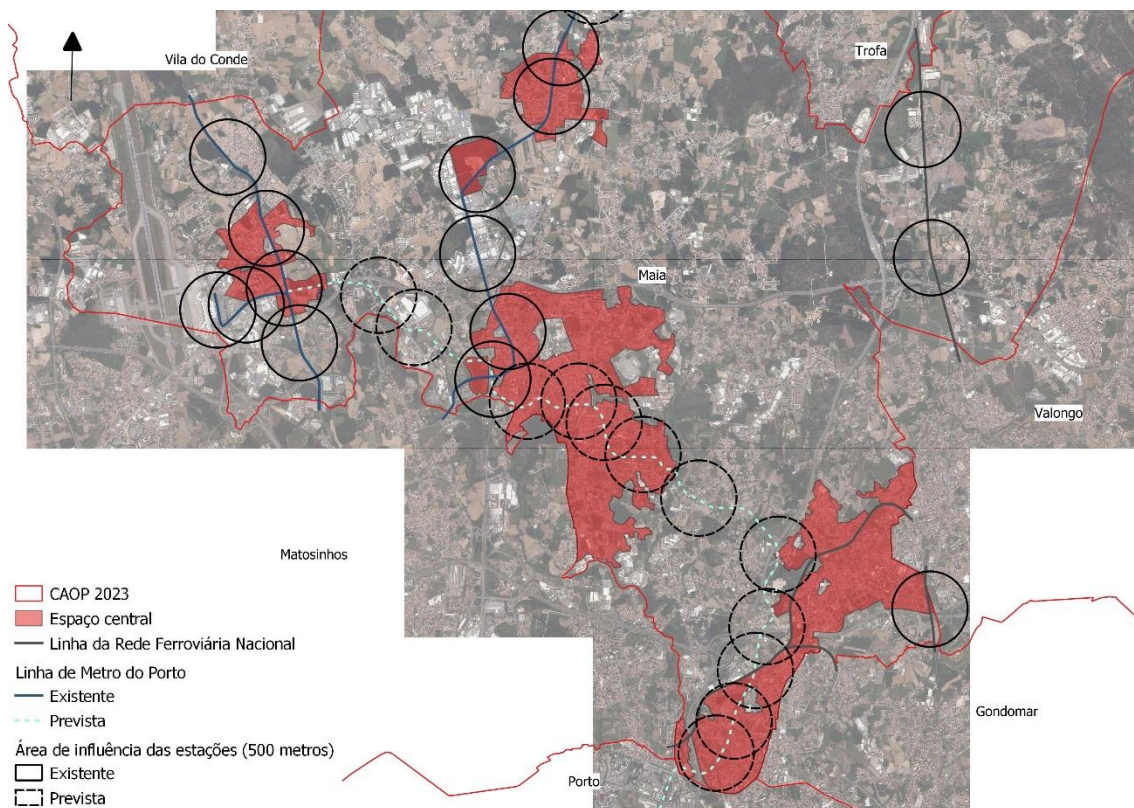 Vila do Conde
Trofa
Maia
Valongo
Matosinhos
Gondomar
Porto
CAOP 2023
Espaço central
Linha da Rede Ferroviária Nacional
Linha de Metro do Porto
Existente
Prevista
Área de influência das estações (500 metros)
Existente
Prevista